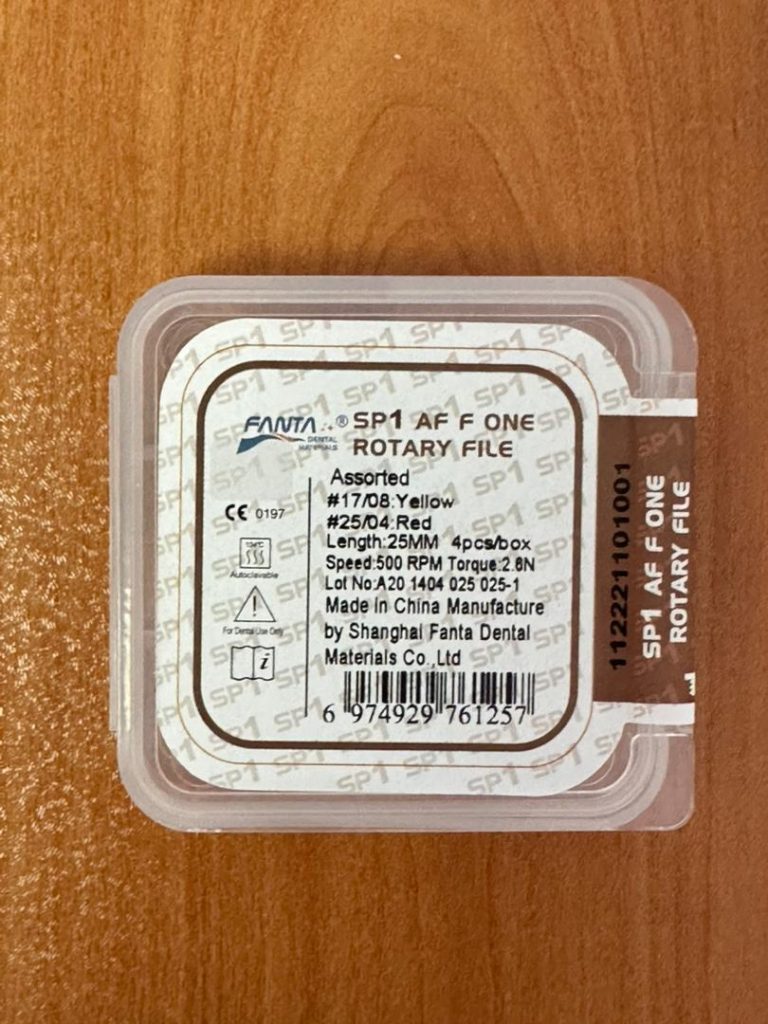 FANTA ®
DENTAL
MATERIALS
SP1 AF F ONE
ROTARY FILE
Assorted
#17/08:Yellow
#25/04:Red
Length:25MM 4pcs/box
Speed:500 RPM Torque:2.6N
Lot No:A20 1404 025 025-1
Made in China Manufacture
by Shanghai Fanta Dental
Materials Co.,Ltd
6 974929 761257
CE 0197
134°C
Autoclavable
For Dental Use Only
i
112221101001
SP1 AF F ONE
ROTARY FILE
SP1